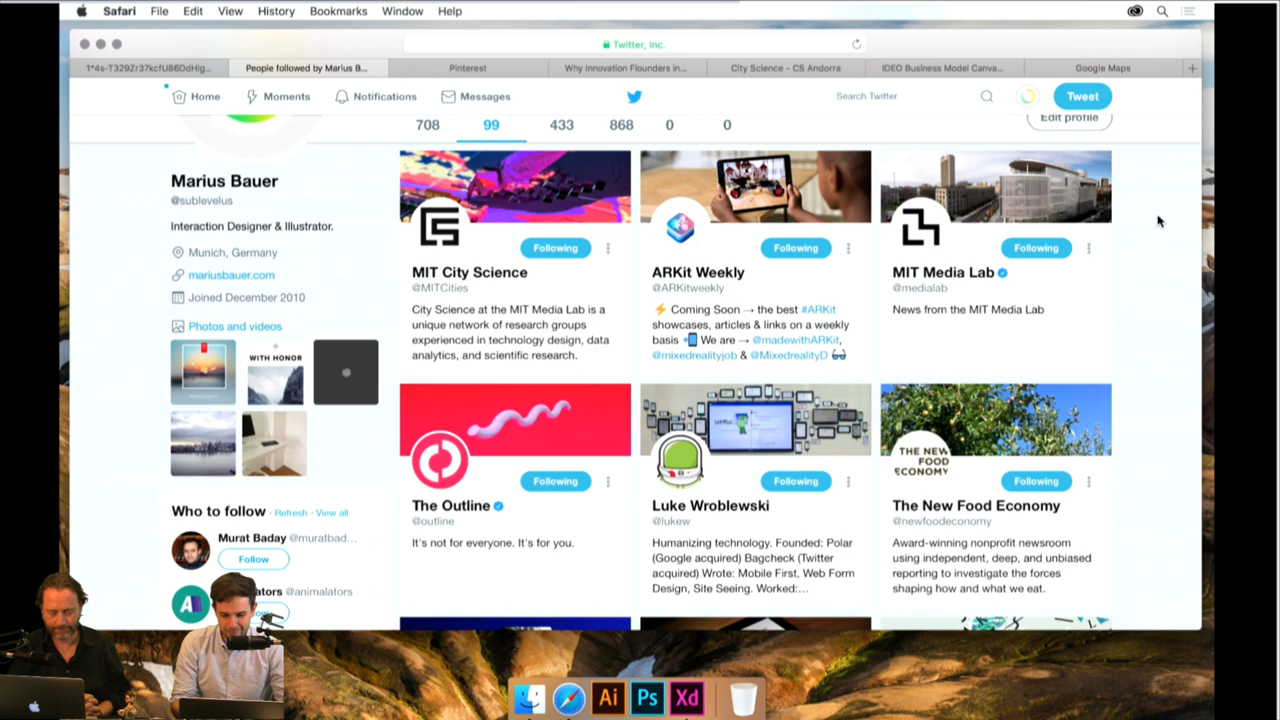 Safari File Edit View History Bookmarks Window Help
Twitter, Inc.
1*4s-T329Zr37kcfU86DdHlg... People followed by Marius B... Pinterest Why Innovation Flounders in... City Science - CS Andorra IDEO Business Model Canva... Google Maps
Home Moments Notifications Messages Search Twitter Tweet
708 99 433 868 0 0 Edit profile
Marius Bauer
@sublevelus
Interaction Designer & Illustrator.
Munich, Germany
mariusbauer.com
Joined December 2010
Photos and videos
WITH HONOR
Who to follow · Refresh · View all
Murat Baday @muratbad...
Follow
ators @animalators
Following
MIT City Science
@MITCities
City Science at the MIT Media Lab is a
unique network of research groups
experienced in technology design, data
analytics, and scientific research.
Following
ARKit Weekly
@ARKitweekly
⚡ Coming Soon → the best #ARKit
showcases, articles & links on a weekly
basis 📲 We are → @madewithARKit,
@mixedrealityjob & @MixedrealityD 👓
Following
MIT Media Lab
@medialab
News from the MIT Media Lab
Following
The Outline
@outline
It's not for everyone. It's for you.
Following
Luke Wroblewski
@lukew
Humanizing technology. Founded: Polar
(Google acquired) Bagcheck (Twitter
acquired) Wrote: Mobile First, Web Form
Design, Site Seeing. Worked:...
THE NEW
FOOD
ECONOMY
Following
The New Food Economy
@newfoodeconomy
Award-winning nonprofit newsroom
using independent, deep, and unbiased
reporting to investigate the forces
shaping how and what we eat.
Ai Ps Xd